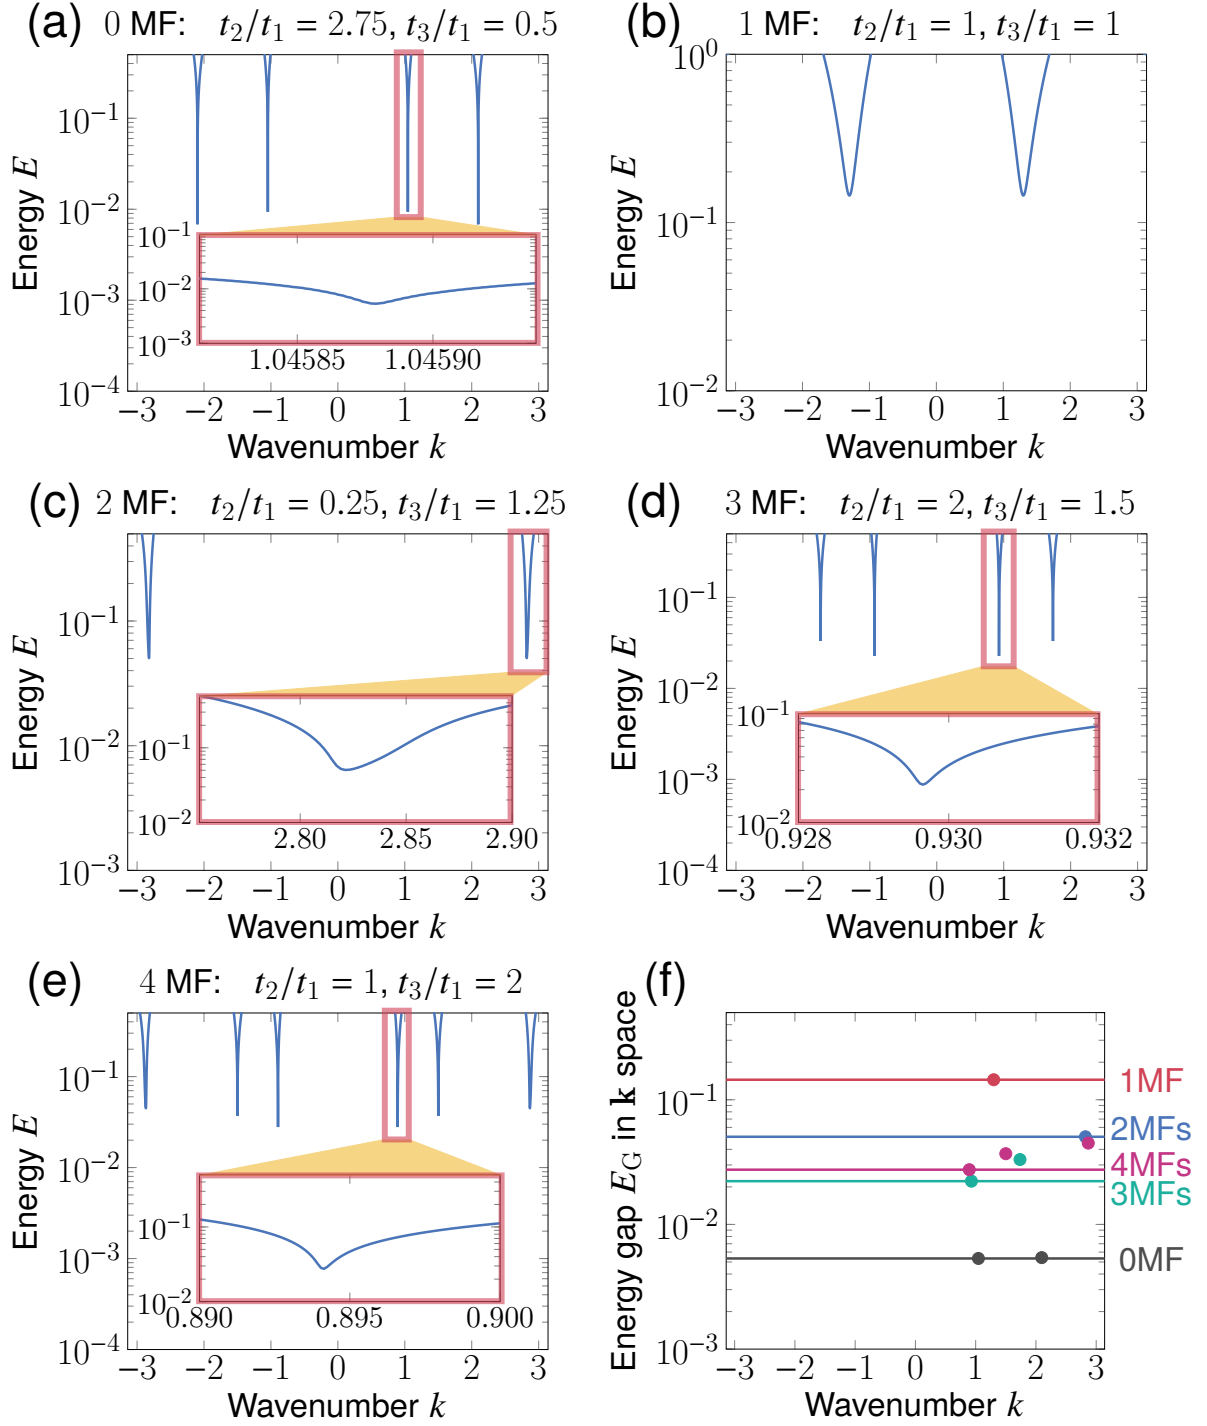 (a) 0 MF: t₂/t₁ = 2.75, t₃/t₁ = 0.5
Energy E
10⁻¹
10⁻²
10⁻³
10⁻⁴
10⁻¹
10⁻²
10⁻³
1.04585 1.04590
−3 −2 −1 0 1 2 3
Wavenumber k
1 MF: t₂/t₁ = 1, t₃/t₁ = 1
(b)
Energy E
10⁰
10⁻¹
10⁻²
−3 −2 −1 0 1 2 3
Wavenumber k
(c) 2 MF: t₂/t₁ = 0.25, t₃/t₁ = 1.25
Energy E
10⁻¹
10⁻²
10⁻³
10⁻¹
10⁻²
2.80 2.85 2.90
−3 −2 −1 0 1 2 3
Wavenumber k
(d) 3 MF: t₂/t₁ = 2, t₃/t₁ = 1.5
Energy E
10⁻¹
10⁻²
10⁻³
10⁻⁴
10⁻¹
10⁻²
0.928 0.930 0.932
−3 −2 −1 0 1 2 3
Wavenumber k
(e) 4 MF: t₂/t₁ = 1, t₃/t₁ = 2
Energy E
10⁻¹
10⁻²
10⁻³
10⁻⁴
10⁻¹
10⁻²
0.890 0.895 0.900
−3 −2 −1 0 1 2 3
Wavenumber k
(f)
Energy gap E_G in k space
10⁻¹
10⁻²
10⁻³
1MF
2MFs
4MFs
3MFs
0MF
−3 −2 −1 0 1 2 3
Wavenumber k